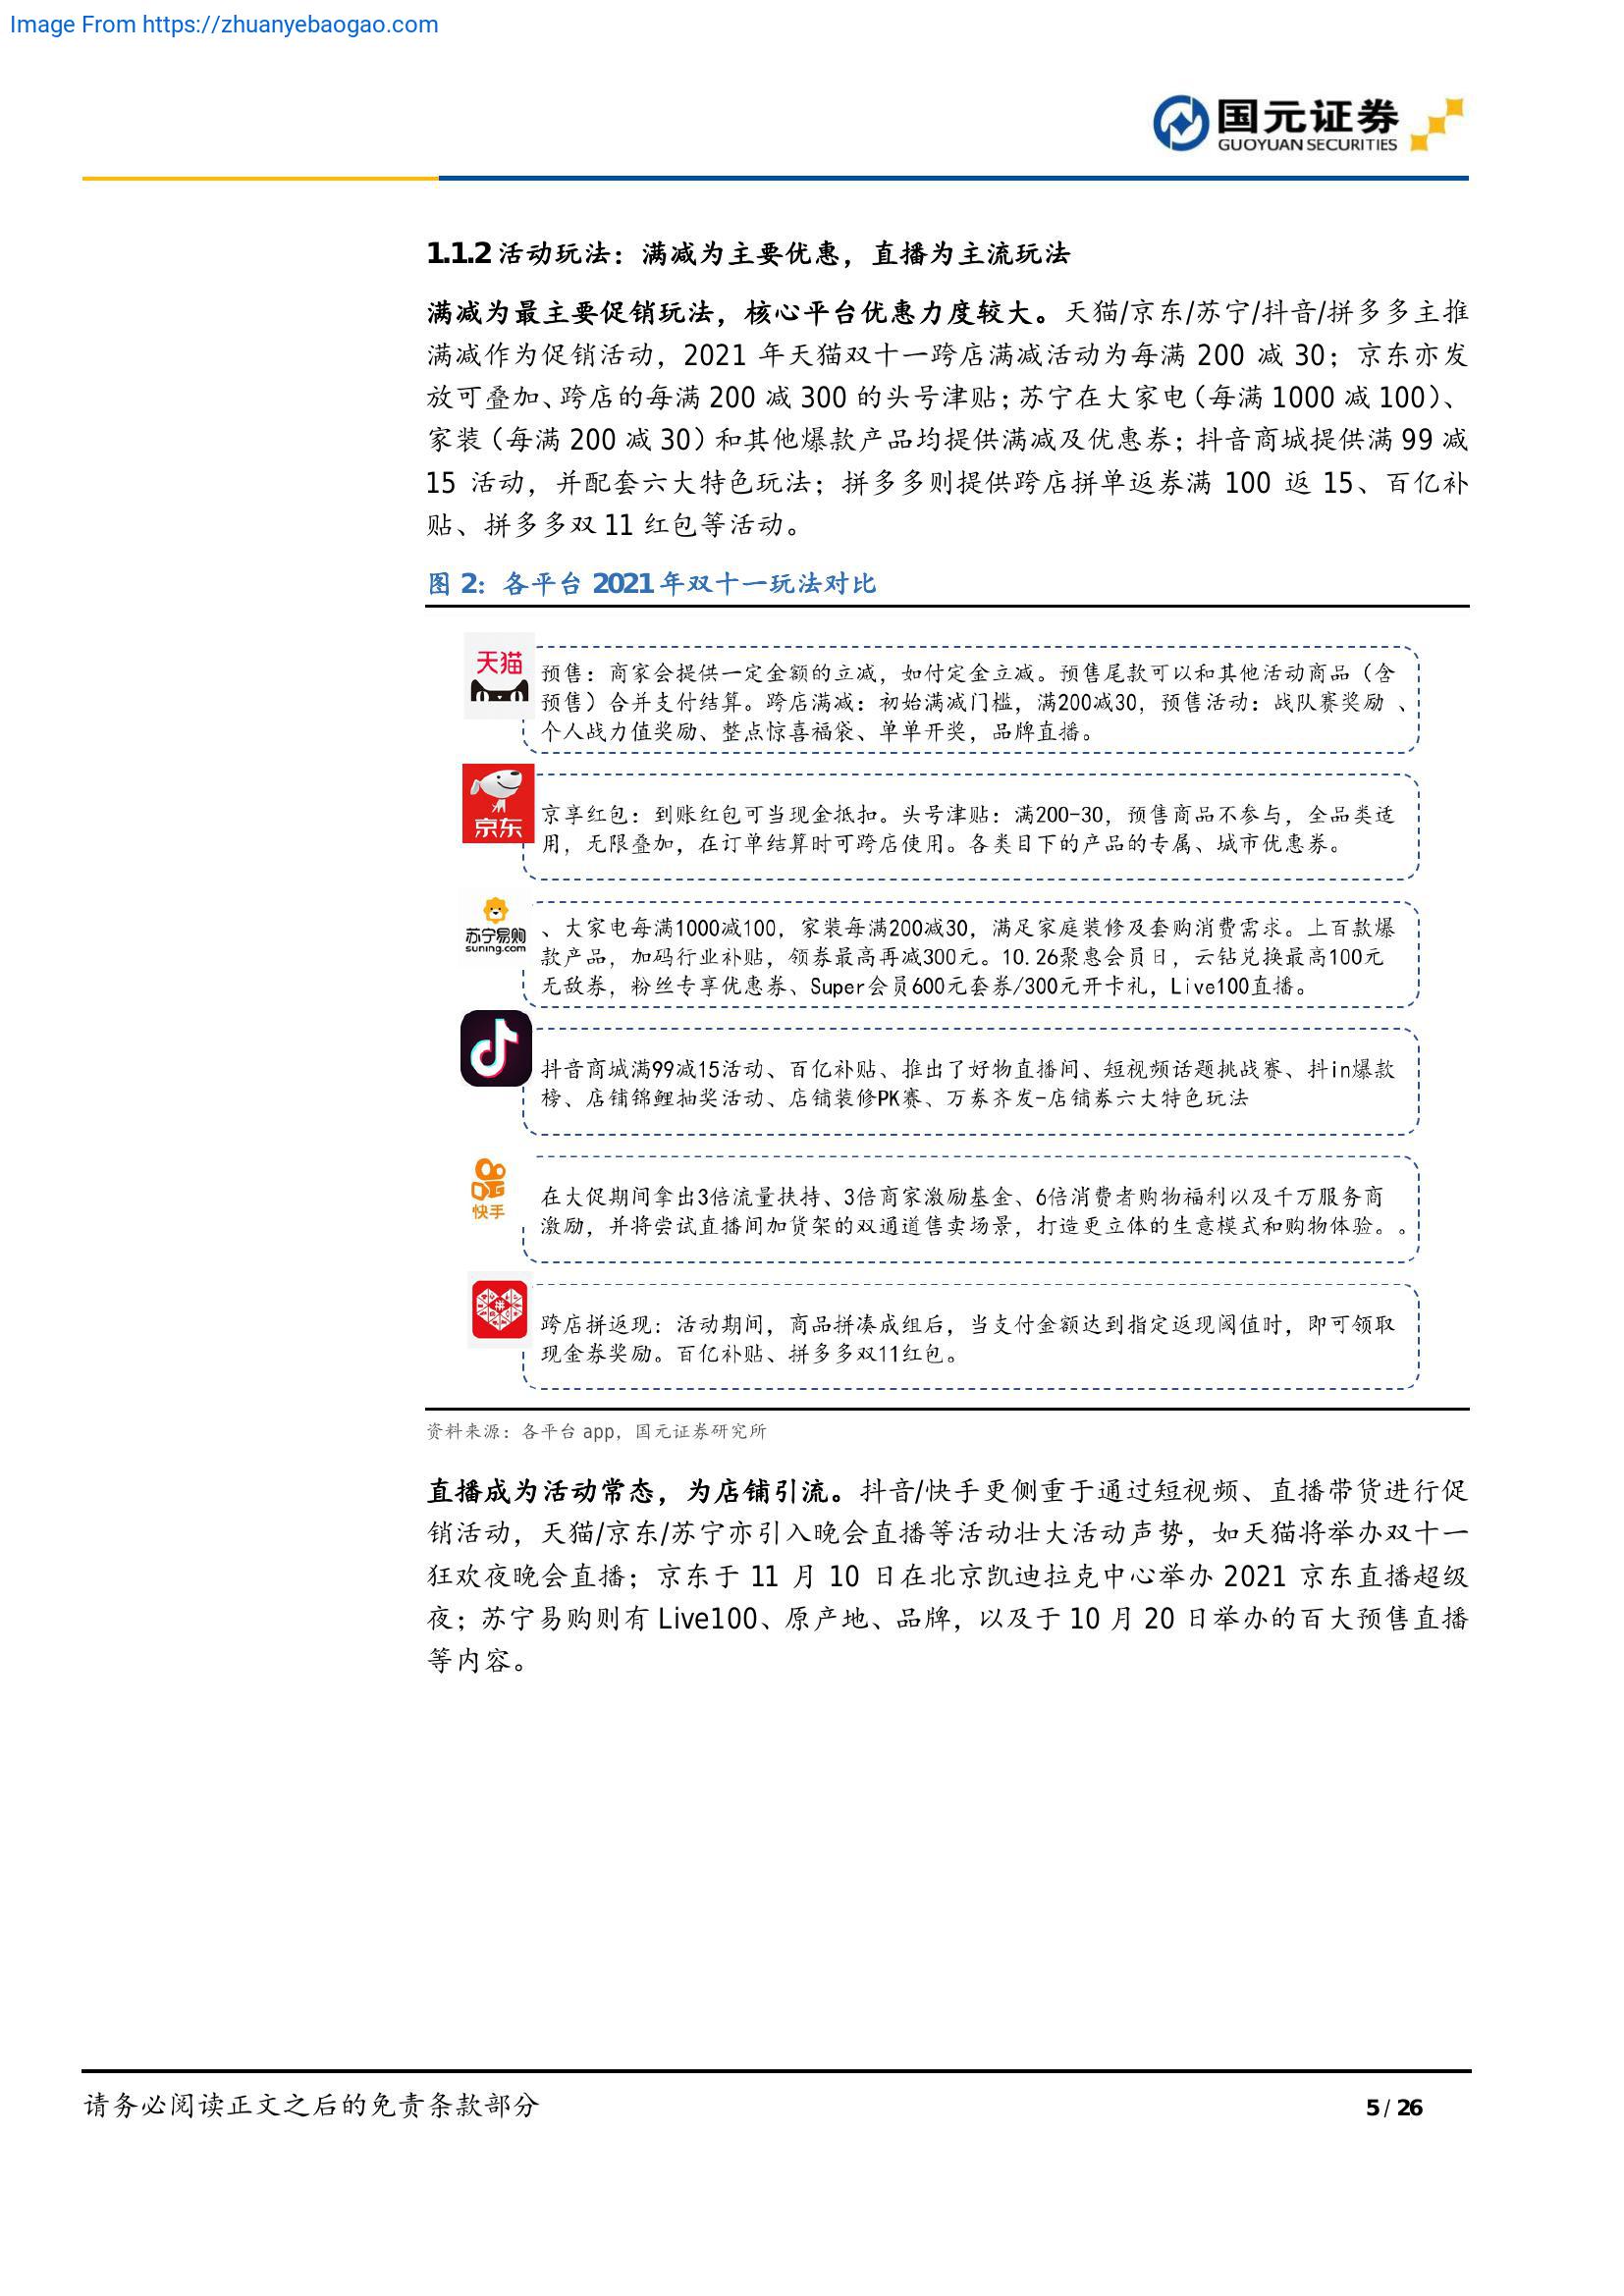 Image From https://zhuanyebaogao.com
国元证券
GUOYUAN SECURITIES
1.1.2 活动玩法：满减为主要优惠，直播为主流玩法
满减为最主要促销玩法，核心平台优惠力度较大。天猫/京东/苏宁/抖音/拼多多主推
满减作为促销活动，2021 年天猫双十一跨店满减活动为每满 200 减 30；京东亦发
放可叠加、跨店的每满 200 减 300 的头号津贴；苏宁在大家电（每满 1000 减 100）、
家装（每满 200 减 30）和其他爆款产品均提供满减及优惠券；抖音商城提供满 99 减
15 活动，并配套六大特色玩法；拼多多则提供跨店拼单返券满 100 返 15、百亿补
贴、拼多多双 11 红包等活动。
图 2：各平台 2021 年双十一玩法对比
天猫
预售：商家会提供一定金额的立减，如付定金立减。预售尾款可以和其他活动商品（含
预售）合并支付结算。跨店满减：初始满减门槛，满200减30，预售活动：战队赛奖励 、
个人战力值奖励、整点惊喜福袋、单单开奖，品牌直播。
京东
京享红包：到账红包可当现金抵扣。头号津贴：满200-30，预售商品不参与，全品类适
用，无限叠加，在订单结算时可跨店使用。各类目下的产品的专属、城市优惠券。
苏宁易购
suning.com
、大家电每满1000减100，家装每满200减30，满足家庭装修及套购消费需求。上百款爆
款产品，加码行业补贴，领券最高再减300元。10.26聚惠会员日，云钻兑换最高100元
无敌券，粉丝专享优惠券、Super会员600元套券/300元开卡礼，Live100直播。
抖音商城满99减15活动、百亿补贴、推出了好物直播间、短视频话题挑战赛、抖in爆款
榜、店铺锦鲤抽奖活动、店铺装修PK赛、万券齐发-店铺券六大特色玩法
快手
在大促期间拿出3倍流量扶持、3倍商家激励基金、6倍消费者购物福利以及千万服务商
激励，并将尝试直播间加货架的双通道售卖场景，打造更立体的生意模式和购物体验。。
拼
跨店拼返现：活动期间，商品拼凑成组后，当支付金额达到指定返现阈值时，即可领取
现金券奖励。百亿补贴、拼多多双11红包。
资料来源：各平台 app，国元证券研究所
直播成为活动常态，为店铺引流。抖音/快手更侧重于通过短视频、直播带货进行促
销活动，天猫/京东/苏宁亦引入晚会直播等活动壮大活动声势，如天猫将举办双十一
狂欢夜晚会直播；京东于 11 月 10 日在北京凯迪拉克中心举办 2021 京东直播超级
夜；苏宁易购则有 Live100、原产地、品牌，以及于 10 月 20 日举办的百大预售直播
等内容。
请务必阅读正文之后的免责条款部分
5 / 26